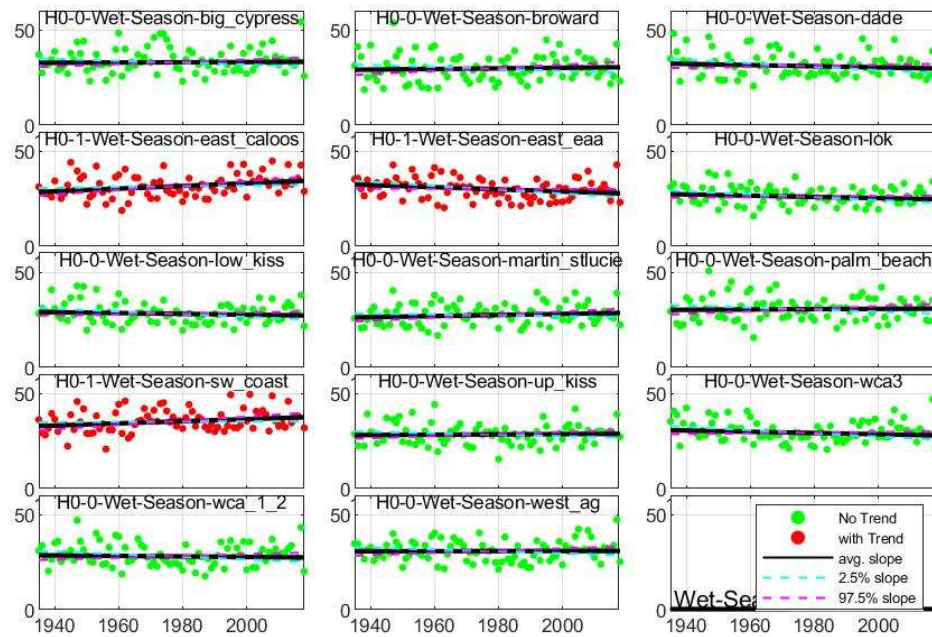 H0-0-Wet-Season-big_cypress H0-0-Wet-Season-broward H0-0-Wet-Season-dade
50 50 50
0 0 0
H0-1-Wet-Season-east_caloos H0-1-Wet-Season-east_eaa H0-0-Wet-Season-lok
50 50 50
0 0 0
H0-0-Wet-Season-low_kiss H0-0-Wet-Season-martin_stlucie H0-0-Wet-Season-palm_beach
50 50 50
0 0 0
H0-1-Wet-Season-sw_coast H0-0-Wet-Season-up_kiss H0-0-Wet-Season-wca3
50 50 50
0 0 0
H0-0-Wet-Season-wca_1_2 H0-0-Wet-Season-west_ag
50 50 50
No Trend
with Trend
avg. slope
2.5% slope
97.5% slope
Wet-Sea
0 0 0
1940 1960 1980 2000 1940 1960 1980 2000 1940 1960 1980 2000